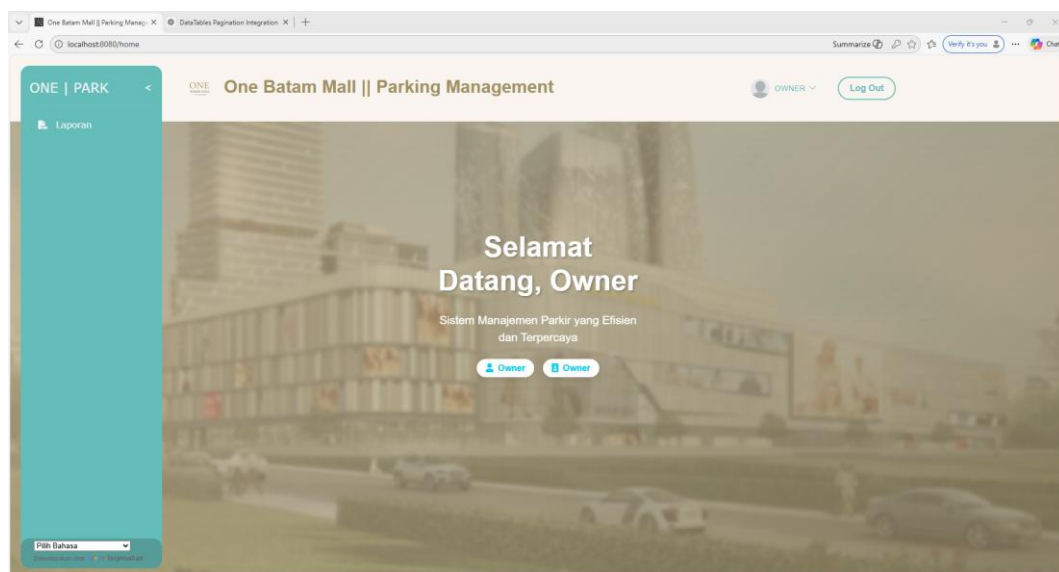 One Batam Mall || Parking Manag
DataTables Pagination Integration
localhost:8080/home
Summarize
Verify it's you
Chat
ONE | PARK <
ONE
One Batam Mall || Parking Management
OWNER
Log Out
Laporan
Selamat
Datang, Owner
Sistem Manajemen Parkir yang Efisien
dan Terpercaya
Owner
Owner
Pilih Bahasa